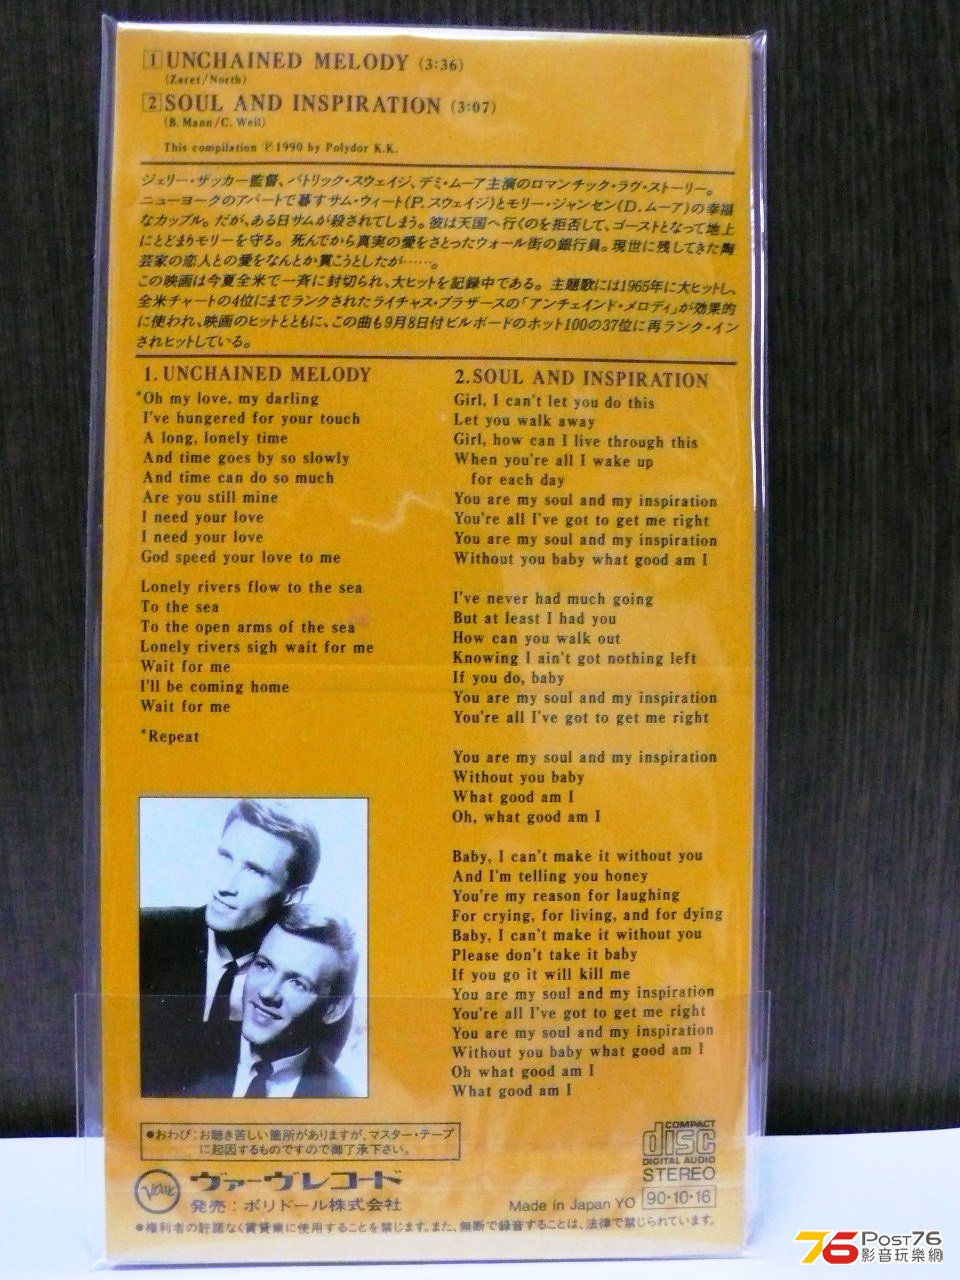 1 UNCHAINED MELODY (3:36)
(Zaret/North)
2 SOUL AND INSPIRATION (3:07)
(B. Mann/C. Weil)
This compilation ℗ 1990 by Polydor K.K.
ジェリー・ザッカー監督、パトリック・スウェイジ、デミ・ムーア主演のロマンチック・ラヴ・ストーリー。
ニューヨークのアパートで暮すサム・ウィート(P.スウェイジ)とモリー・ジャンセン(D.ムーア)の幸福
なカップル。だが、ある日サムが殺されてしまう。彼は天国へ行くのを拒否して、ゴーストとなって地上
にとどまりモリーを守る。死んでから真実の愛をさとったウォール街の銀行員。現世に残してきた陶
芸家の恋人との愛をなんとか貫こうとしたが……。
この映画は今夏全米で一斉に封切られ、大ヒットを記録中である。主題歌には1965年に大ヒットし、
全米チャートの4位にまでランクされたライチャス・ブラザースの「アンチェインド・メロディ」が効果的
に使われ、映画のヒットとともに、この曲も9月8日付ビルボードのホット100の37位に再ランク・イン
されヒットしている。
1. UNCHAINED MELODY
*Oh my love, my darling
I've hungered for your touch
A long, lonely time
And time goes by so slowly
And time can do so much
Are you still mine
I need your love
I need your love
God speed your love to me
Lonely rivers flow to the sea
To the sea
To the open arms of the sea
Lonely rivers sigh wait for me
Wait for me
I'll be coming home
Wait for me
*Repeat
2. SOUL AND INSPIRATION
Girl, I can't let you do this
Let you walk away
Girl, how can I live through this
When you're all I wake up
for each day
You are my soul and my inspiration
You're all I've got to get me right
You are my soul and my inspiration
Without you baby what good am I
I've never had much going
But at least I had you
How can you walk out
Knowing I ain't got nothing left
If you do, baby
You are my soul and my inspiration
You're all I've got to get me right
You are my soul and my inspiration
Without you baby
What good am I
Oh, what good am I
Baby, I can't make it without you
And I'm telling you honey
You're my reason for laughing
For crying, for living, and for dying
Baby, I can't make it without you
Please don't take it baby
If you go it will kill me
You are my soul and my inspiration
You're all I've got to get me right
You are my soul and my inspiration
Without you baby what good am I
Oh what good am I
What good am I
●おわび:お聴き苦しい箇所がありますが、マスター・テープ
に起因するものですので御了承下さい。
COMPACT
disc
DIGITAL AUDIO
STEREO
Verve
ヴァーヴレコード
発売:ポリドール株式会社
Made in Japan YO 90・10・16
●権利者の許諾なく賃貸業に使用することを禁じます。また、無断で録音することは、法律で禁じられています。
76 POST76
影音玩樂網